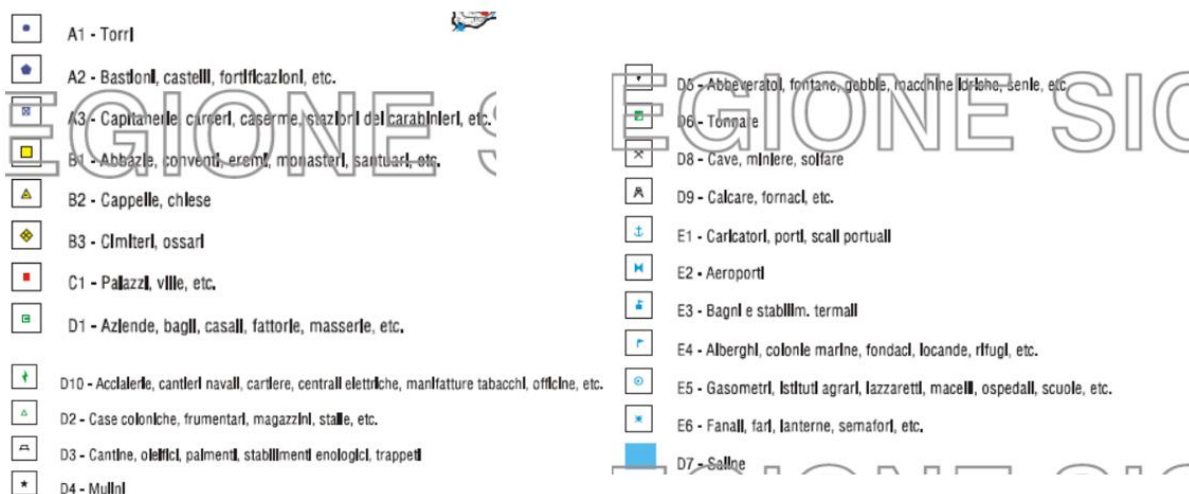 A1 - Torri
A2 - Bastioni, castelli, fortificazioni, etc.
A3 - Capitanerie, carceri, caserme, stazioni dei carabinieri, etc.
B1 - Abbazie, conventi, eremi, monasteri, santuari, etc.
B2 - Cappelle, chiese
B3 - Cimiteri, ossari
C1 - Palazzi, ville, etc.
D1 - Aziende, bagli, casali, fattorie, masserie, etc.
D10 - Acciaierie, cantieri navali, cartiere, centrali elettriche, manifatture tabacchi, officine, etc.
D2 - Case coloniche, frumentari, magazzini, stalle, etc.
D3 - Cantine, oleifici, palmenti, stabilimenti enologici, trappeti
D4 - Mulini
EGIONE S
D5 - Abbeveratoi, fontane, gebbie, macchine idriche, senie, etc.
D6 - Tonnare
D8 - Cave, miniere, solfare
D9 - Calcare, fornaci, etc.
E1 - Caricatori, porti, scali portuali
E2 - Aeroporti
E3 - Bagni e stabilim. termali
E4 - Alberghi, colonie marine, fondaci, locande, rifugi, etc.
E5 - Gasometri, istituti agrari, lazzaretti, macelli, ospedali, scuole, etc.
E6 - Fanali, fari, lanterne, semafori, etc.
D7 - Saline
EGIONE SIC
EGIONE SIC